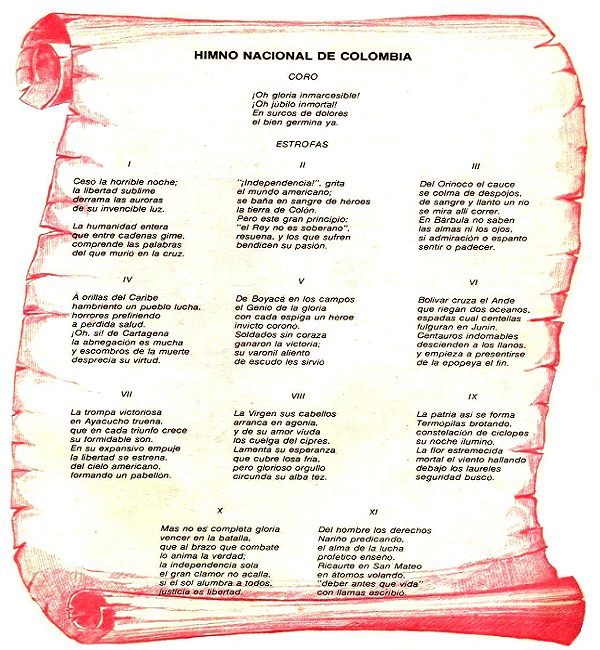 HIMNO NACIONAL DE COLOMBIA
CORO
¡Oh gloria inmarcesible!
¡Oh júbilo inmortal!
En surcos de dolores
el bien germina ya.
ESTROFAS
I
Cesó la horrible noche;
la libertad sublime
derrama las auroras
de su invencible luz.
La humanidad entera
que entre cadenas gime,
comprende las palabras
del que murió en la cruz.
II
"¡Independencia!", grita
el mundo americano;
se baña en sangre de héroes
la tierra de Colón.
Pero este gran principio:
"el Rey no es soberano",
resuena, y los que sufren
bendicen su pasión.
III
Del Orinoco el cauce
se colma de despojos,
de sangre y llanto un río
se mira allí correr.
En Bárbula no saben
las almas ni los ojos,
si admiración o espanto
sentir o padecer.
IV
A orillas del Caribe
hambriento un pueblo lucha,
horrores prefiriendo
a pérdida salud.
¡Oh, sí! de Cartagena
la abnegación es mucha
y escombros de la muerte
desprecia su virtud.
V
De Boyacá en los campos
el Genio de la gloria
con cada espiga un héroe
invicto coronó.
Soldados sin coraza
ganaron la victoria;
su varonil aliento
de escudo les sirvió
VI
Bolívar cruza el Ande
que riegan dos océanos,
espadas cual centellas
fulguran en Junín.
Centauros indomables
descienden a los llanos,
y empieza a presentirse
de la epopeya el fin.
VII
La trompa victoriosa
en Ayacucho truena,
que en cada triunfo crece
su formidable son.
En su expansivo empuje
la libertad se estrena,
del cielo americano,
formando un pabellón.
VIII
La Virgen sus cabellos
arranca en agonía,
y de su amor viuda
los cuelga del ciprés.
Lamenta su esperanza
que cubre losa fría,
pero glorioso orgullo
circunda su alba tez.
IX
La patria así se forma
Termópilas brotando,
constelación de cíclopes
su noche iluminó.
La flor estremecida
mortal el viento hallando
debajo los laureles
seguridad buscó.
X
Mas no es completa gloria
vencer en la batalla,
que al brazo que combate
lo anima la verdad;
la independencia sola
el gran clamor no acalla,
si el sol alumbra a todos,
justicia es libertad.
XI
Del hombre los derechos
Nariño predicando,
el alma de la lucha
profético enseñó.
Ricaurte en San Mateo
en átomos volando,
"deber antes que vida"
con llamas escribió.